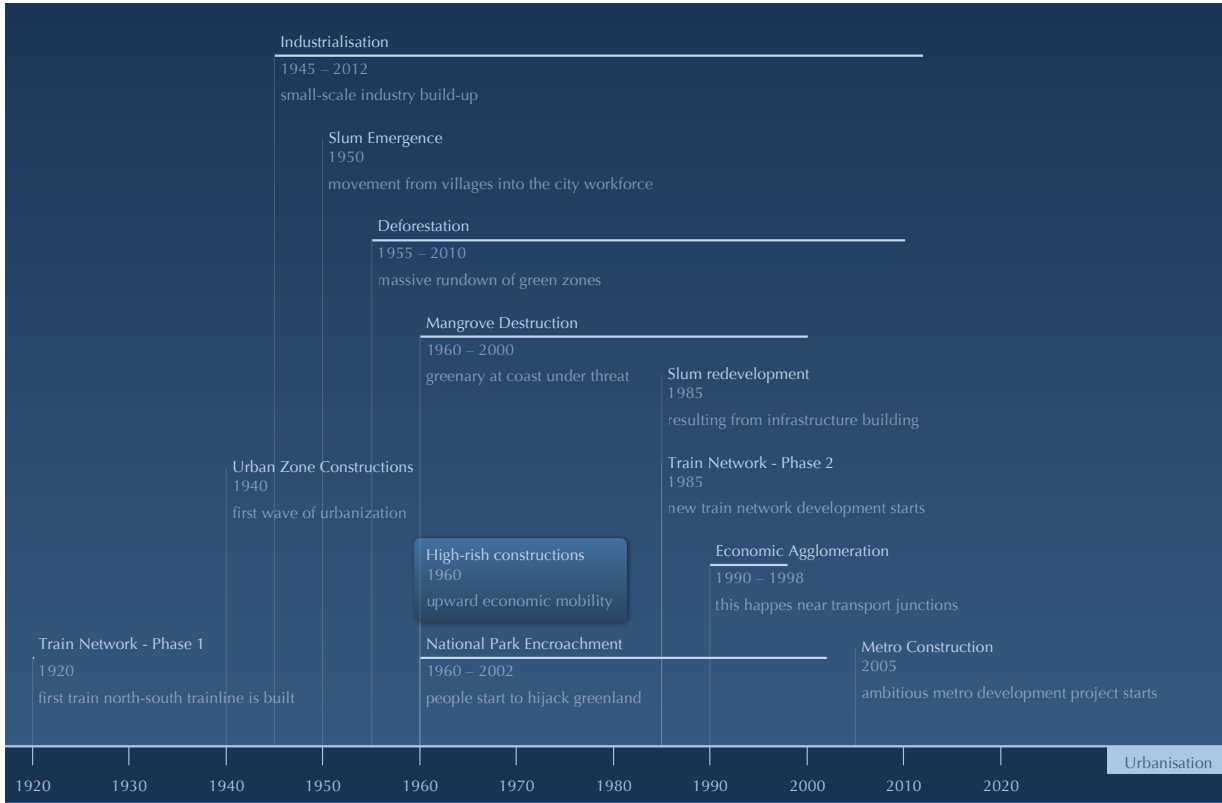 Industrialisation
1945 – 2012
small-scale industry build-up
Slum Emergence
1950
movement from villages into the city workforce
Deforestation
1955 – 2010
massive rundown of green zones
Mangrove Destruction
1960 – 2000
greenary at coast under threat
Slum redevelopment
1985
resulting from infrastructure building
Urban Zone Constructions
1940
first wave of urbanization
Train Network - Phase 2
1985
new train network development starts
High-rish constructions
1960
upward economic mobility
Economic Agglomeration
1990 – 1998
this happes near transport junctions
Train Network - Phase 1
1920
first train north-south trainline is built
National Park Encroachment
1960 – 2002
people start to hijack greenland
Metro Construction
2005
ambitious metro development project starts
Urbanisation
1920 1930 1940 1950 1960 1970 1980 1990 2000 2010 2020